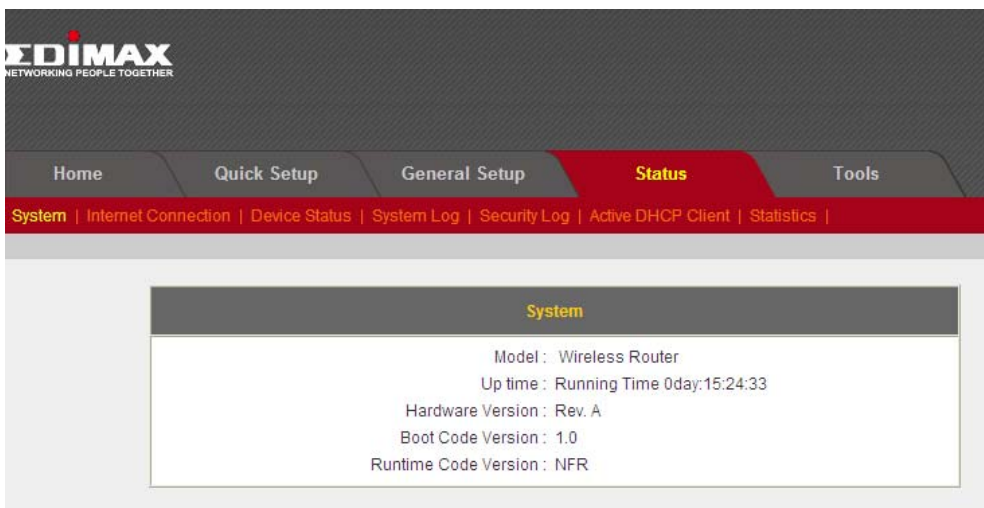 EDIMAX
NETWORKING PEOPLE TOGETHER
Home Quick Setup General Setup Status Tools
System | Internet Connection | Device Status | System Log | Security Log | Active DHCP Client | Statistics |
System
Model : Wireless Router
Up time : Running Time 0day:15:24:33
Hardware Version : Rev. A
Boot Code Version : 1.0
Runtime Code Version : NFR